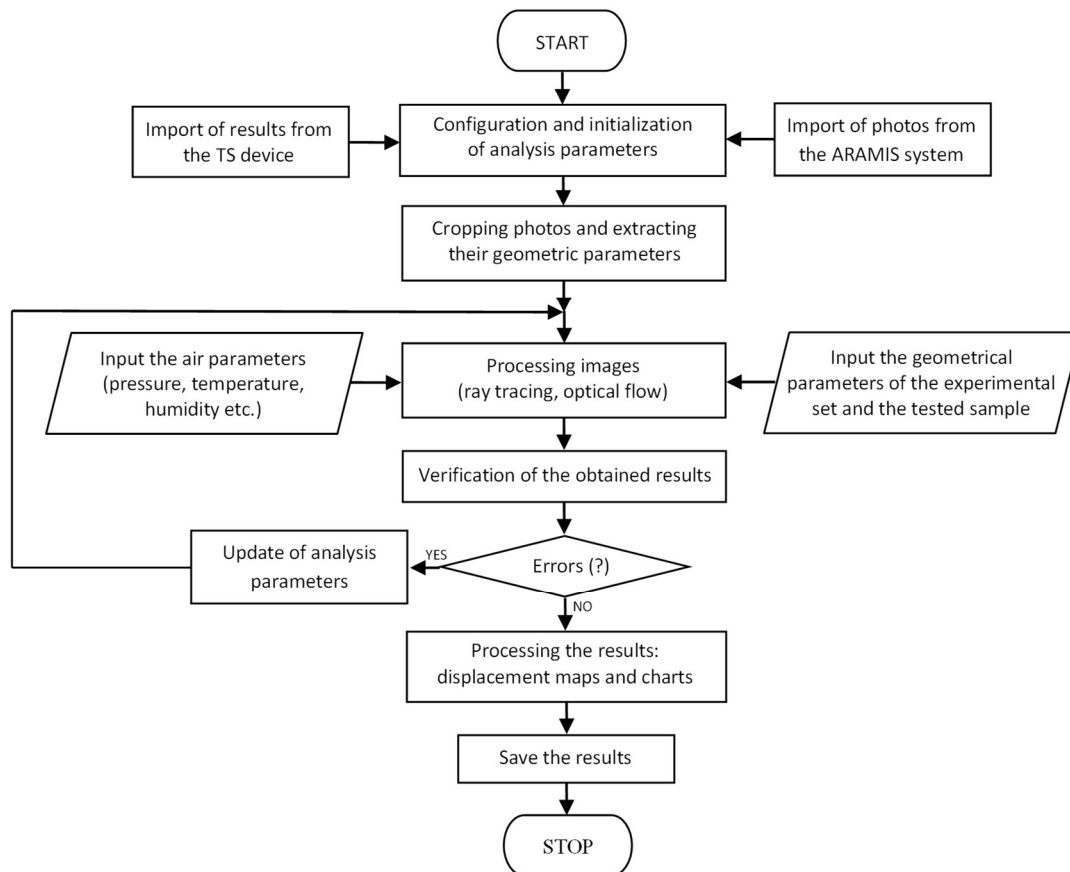 START
Import of results from
the TS device
Configuration and initialization
of analysis parameters
Import of photos from
the ARAMIS system
Cropping photos and extracting
their geometric parameters
Input the air parameters
(pressure, temperature,
humidity etc.)
Processing images
(ray tracing, optical flow)
Input the geometrical
parameters of the experimental
set and the tested sample
Verification of the obtained results
Update of analysis
parameters
YES
Errors (?)
NO
Processing the results:
displacement maps and charts
Save the results
STOP